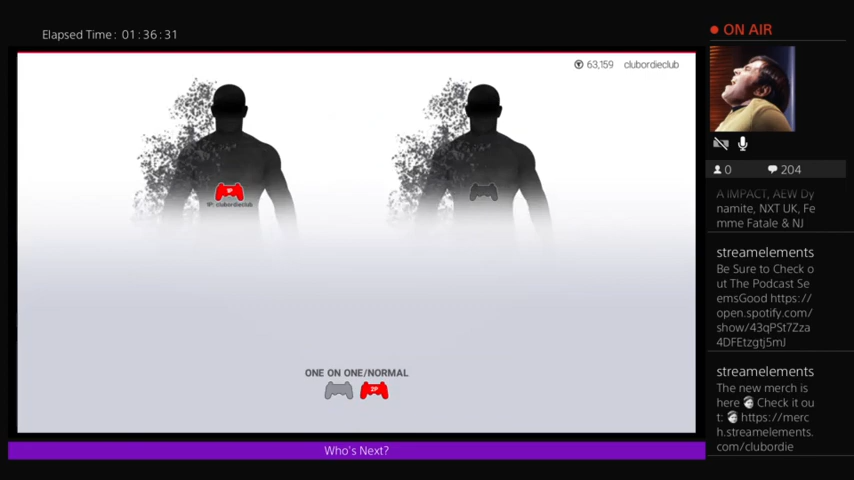 Elapsed Time : 01:36:31
63,159 clubordieclub
1P
1P: clubordieclub
ONE ON ONE/NORMAL
2P
Who's Next?
ON AIR
0 204
A IMPACT, AEW Dy
namite, NXT UK, Fe
mme Fatale & NJ
streamelements
Be Sure to Check o
ut The Podcast Se
emsGood https://
open.spotify.com/
show/43qPSt7Zza
4DFEtzgtj5mJ
streamelements
The new merch is
here Check it ou
t: https://merc
h.streamelements.
com/clubordie